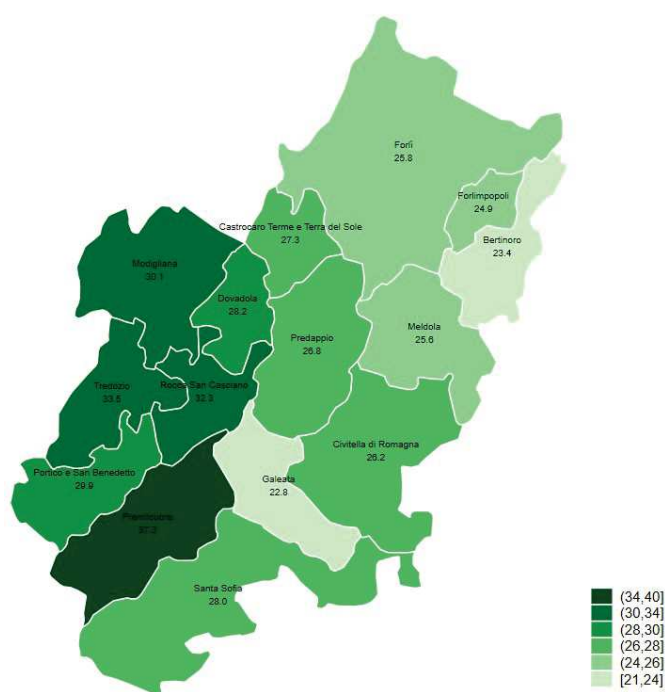 Forlì
25.8
Forlimpopoli
24.9
Castrocaro Terme e Terra del Sole
27.3
Bertinoro
23.4
Modigliana
30.1
Dovadola
28.2
Meldola
25.6
Predappio
26.8
Tredozio
33.5
Rocca San Casciano
32.3
Civitella di Romagna
26.2
Portico e San Benedetto
29.9
Galeata
22.8
Premilcuore
Santa Sofia
28.0
(34,40]
(30,34]
(28,30]
(26,28]
(24,26]
[21,24]